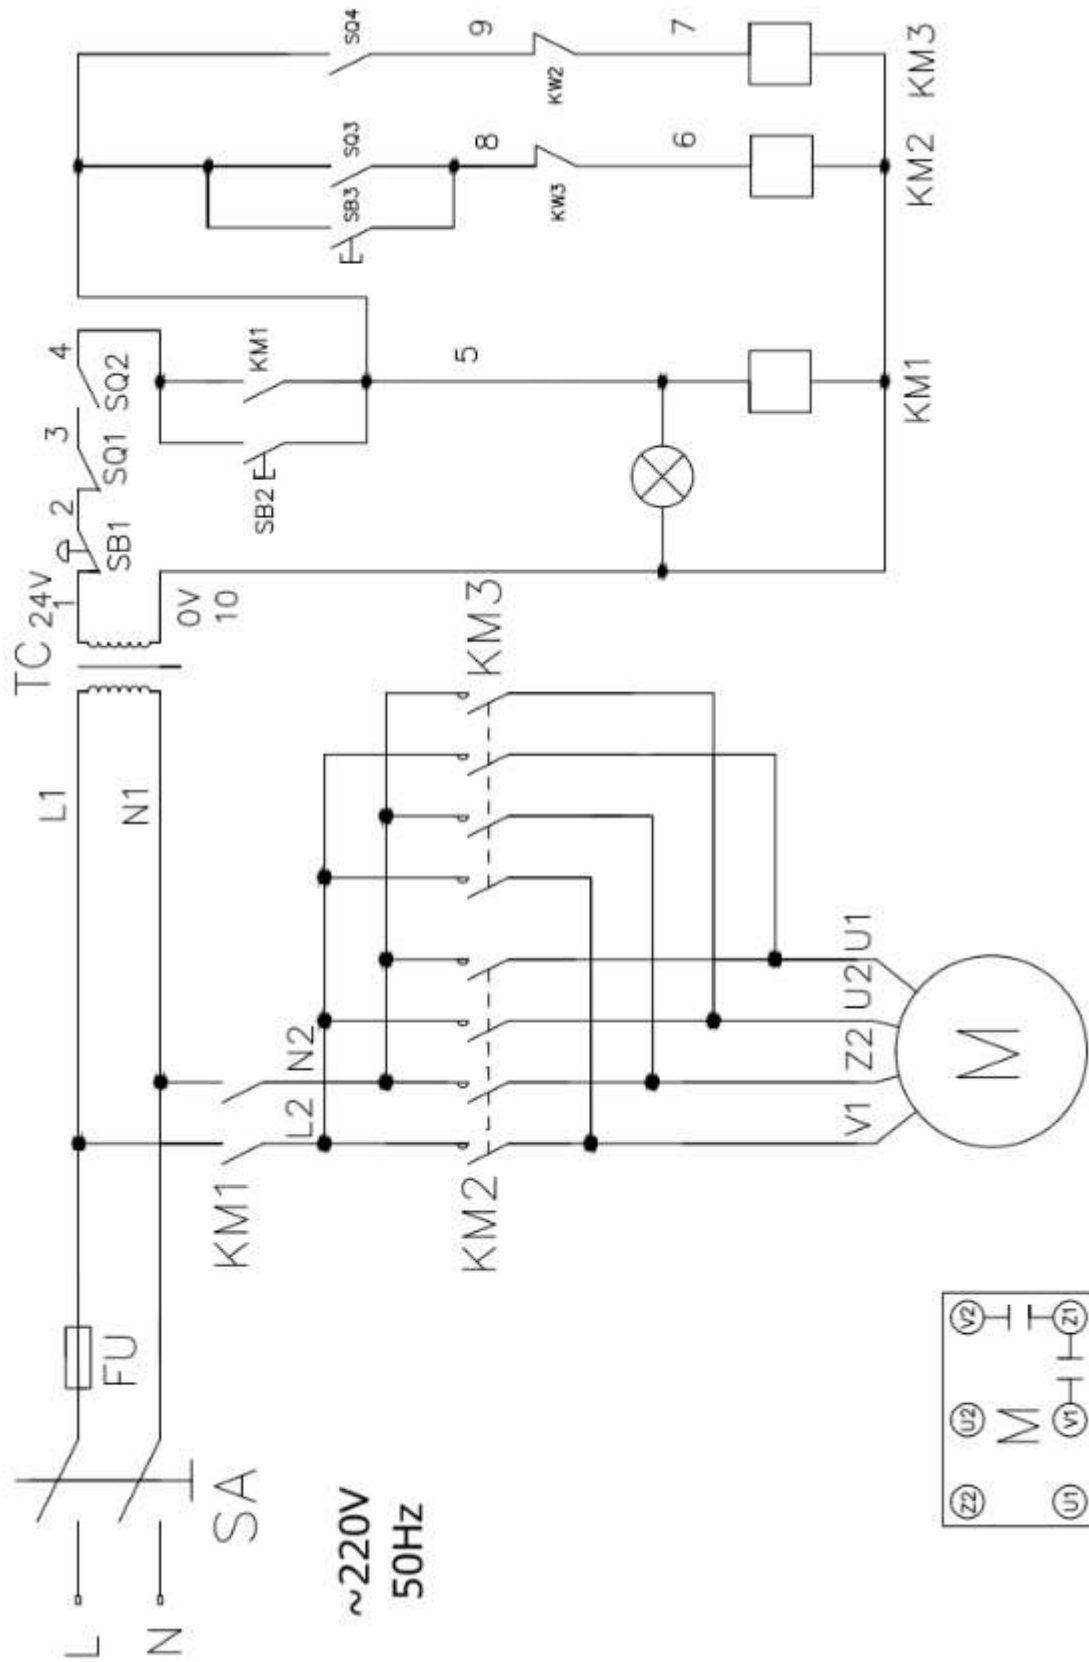 L
N
SA
~220V
50Hz
FU
L1
N1
TC
24V
1
0V
10
SB1
2
SQ1
3
SQ2
4
SB2
KM1
5
SB3
SQ3
SQ4
8
9
KW3
KW2
6
7
KM1
KM2
KM3
KM1
L2
N2
KM2
KM3
V1
Z2
U2
U1
M
Z2
U2
V2
M
U1
V1
Z1